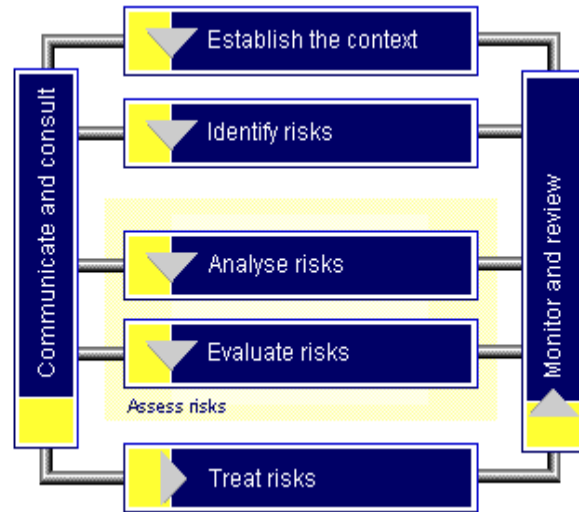 Establish the context
Identify risks
Analyse risks
Evaluate risks
Assess risks
Treat risks
Communicate and consult
Monitor and review